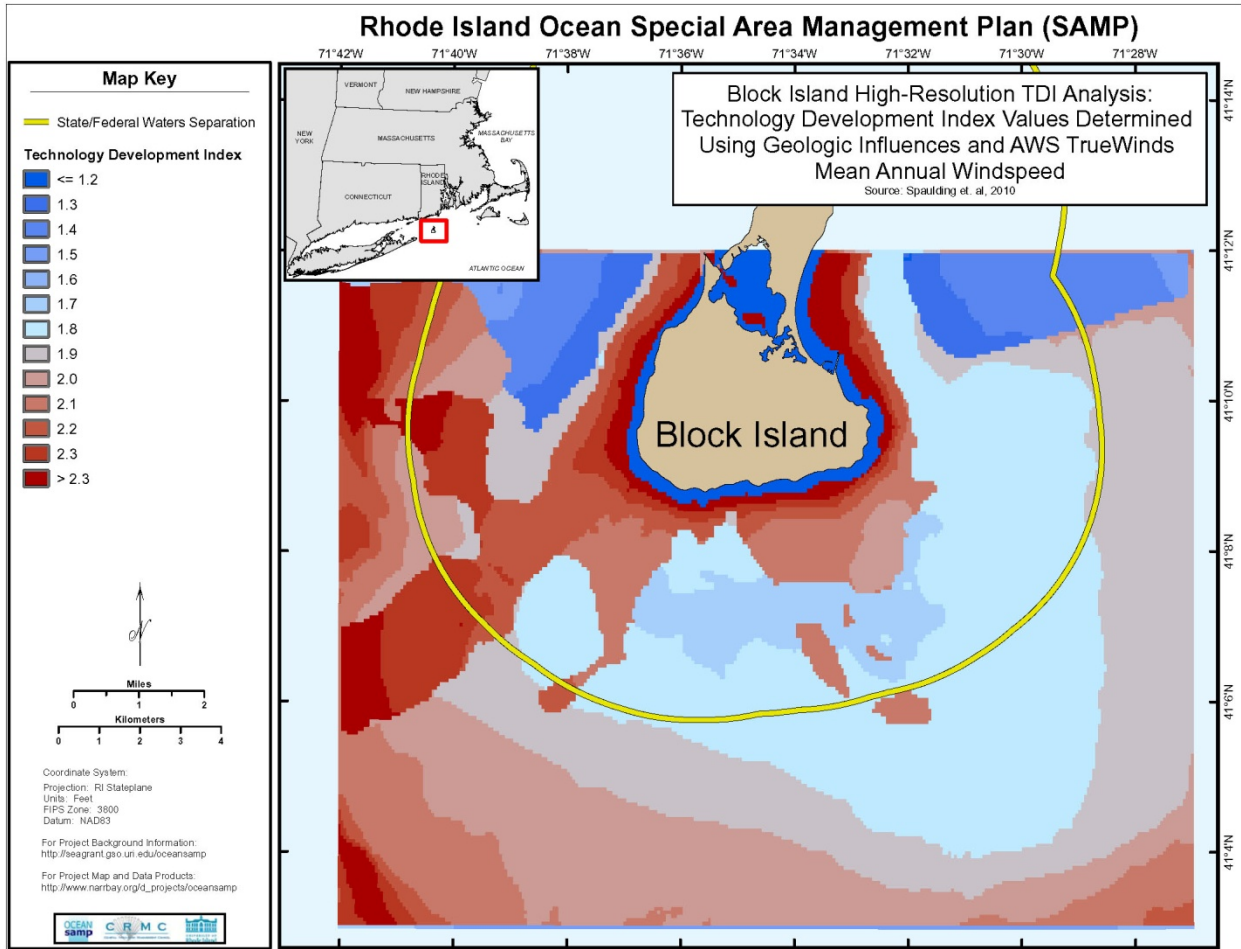 Rhode Island Ocean Special Area Management Plan (SAMP)
Map Key
State/Federal Waters Separation
Technology Development Index
<= 1.2
1.3
1.4
1.5
1.6
1.7
1.8
1.9
2.0
2.1
2.2
2.3
> 2.3
N
Miles
0 1 2
Kilometers
0 1 2 3 4
Coordinate System:
Projection: RI Stateplane
Units: Feet
FIPS Zone: 3800
Datum: NAD83
For Project Background Information:
http://seagrant.gso.uri.edu/oceansamp
For Project Map and Data Products:
http://www.narrbay.org/d_projects/oceansamp
OCEAN
samp
CRMC
71°42'W 71°40'W 71°38'W 71°36'W 71°34'W 71°32'W 71°30'W 71°28'W
VERMONT
NEW HAMPSHIRE
NEW
YORK
MASSACHUSETTS
MASSACHUSETTS
BAY
CONNECTICUT
RHODE
ISLAND
ATLANTIC OCEAN
Block Island High-Resolution TDI Analysis:
Technology Development Index Values Determined
Using Geologic Influences and AWS TrueWinds
Mean Annual Windspeed
Source: Spaulding et. al, 2010
Block Island
41°14'N
41°12'N
41°10'N
41°8'N
41°6'N
41°4'N